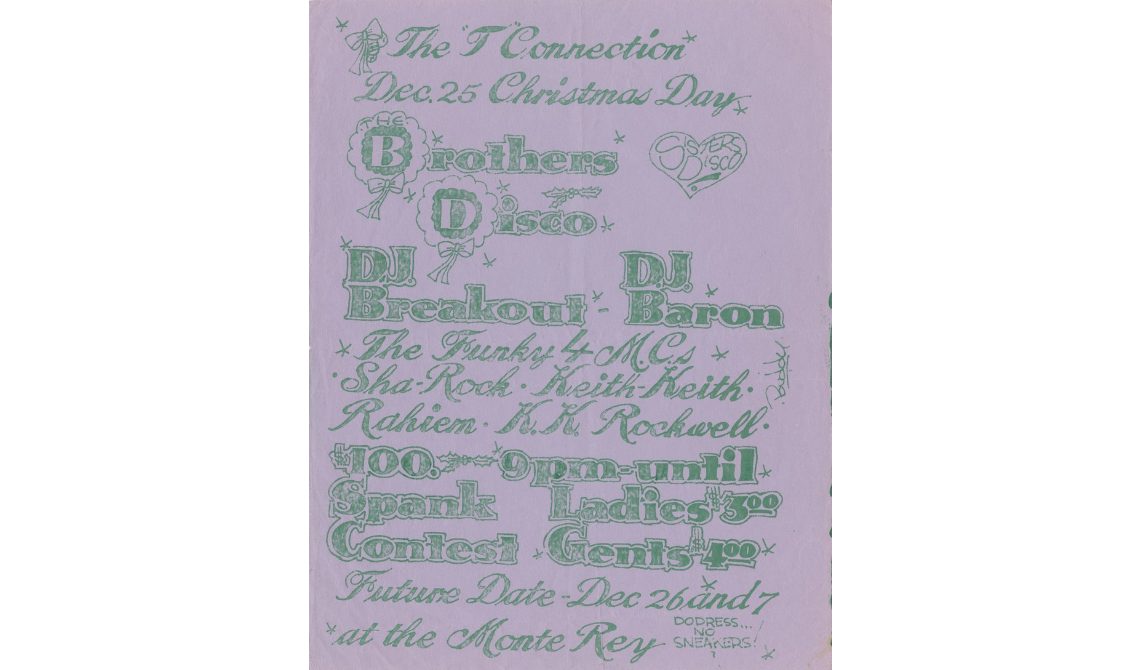 The "T" Connection
Dec. 25 Christmas Day
THE
Brothers
SISTERS
DISCO
Disco
D.J. D.J.
Breakout - Baron
The Funky 4 M.C.s
· Sha-Rock · Keith-Keith ·
Rahiem · K.K. Rockwell ·
$100. 9pm-until
Spank Ladies $3.00
Contest Gents $4.00
Future Date - Dec 26 and 7
at the Monte Rey
DO DRESS...!
NO
SNEAKERS!